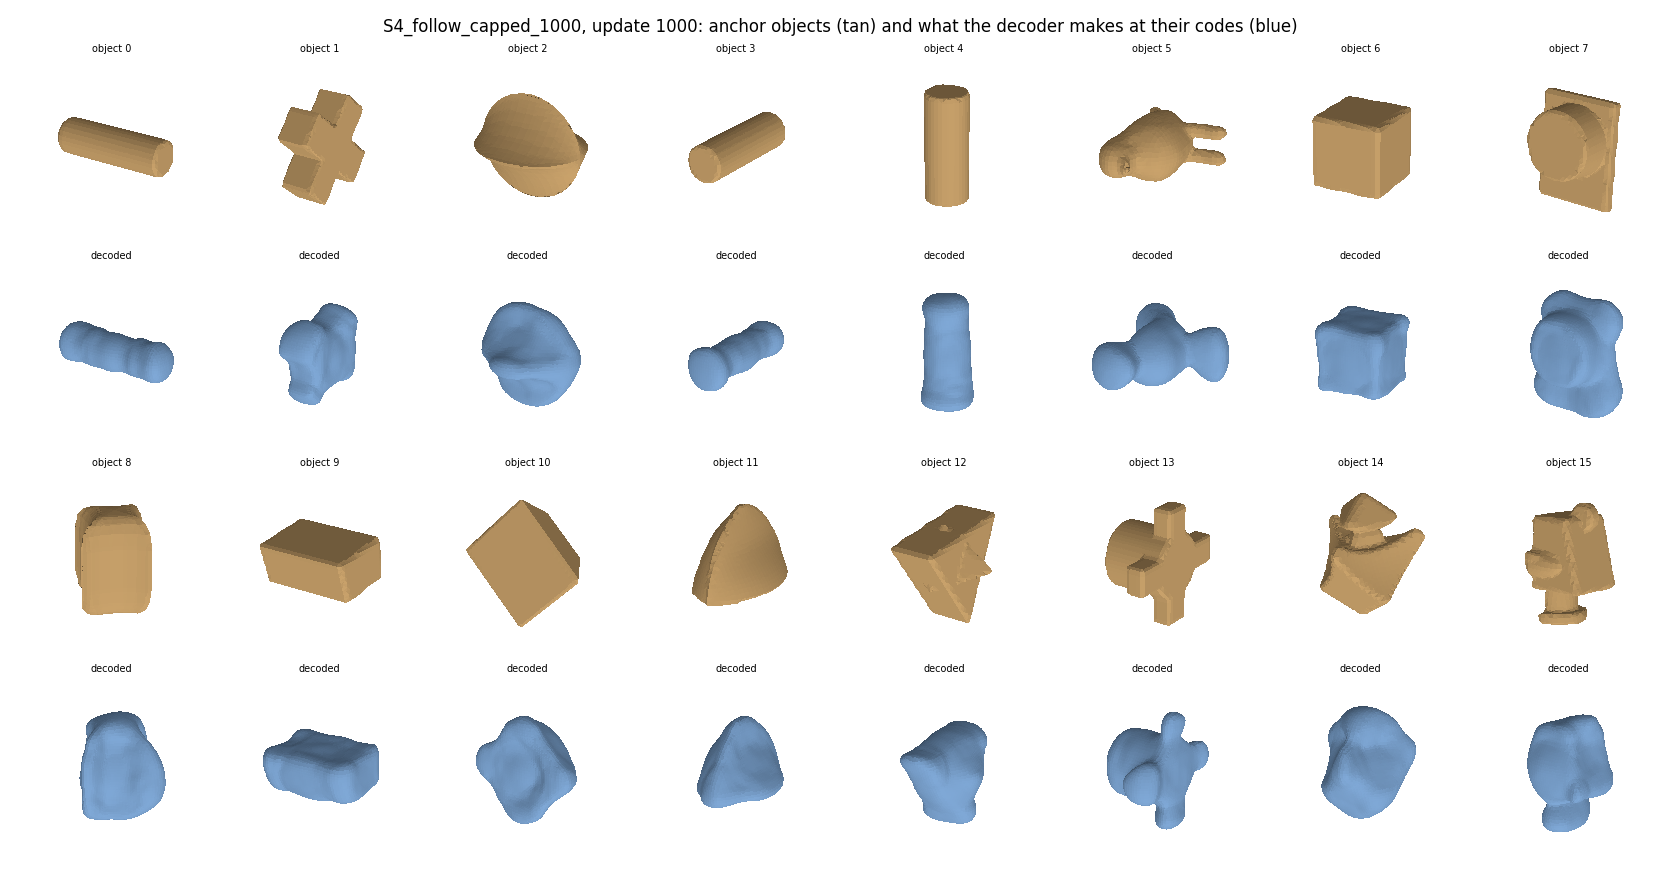 S4_follow_capped_1000, update 1000: anchor objects (tan) and what the decoder makes at their codes (blue)
object 0 object 1 object 2 object 3 object 4 object 5 object 6 object 7
decoded decoded decoded decoded decoded decoded decoded decoded
object 8 object 9 object 10 object 11 object 12 object 13 object 14 object 15
decoded decoded decoded decoded decoded decoded decoded decoded